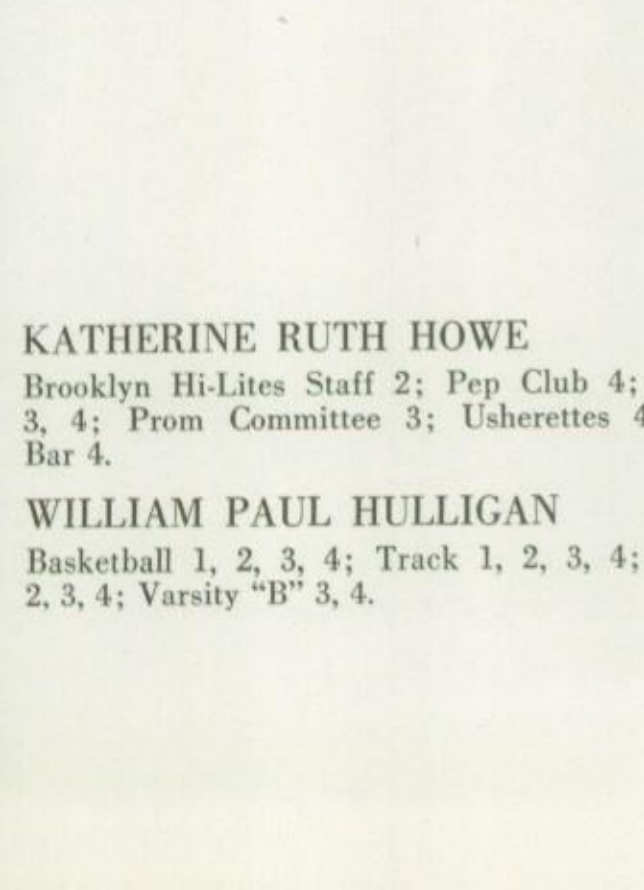 KATHERINE RUTH HOWE
Brooklyn Hi-Lites Staff 2; Pep Club 4;
3, 4; Prom Committee 3; Usherettes 4
Bar 4.
WILLIAM PAUL HULLIGAN
Basketball 1, 2, 3, 4; Track 1, 2, 3, 4;
2, 3, 4; Varsity “B” 3, 4.